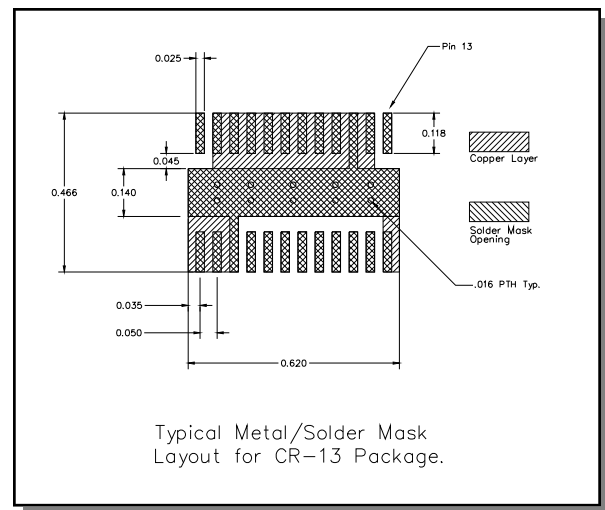 Pin 13
0.025
0.118
0.045
Copper Layer
0.466
0.140
Solder Mask
Opening
.016 PTH Typ.
0.035
0.050
0.620
Typical Metal/Solder Mask
Layout for CR-13 Package.